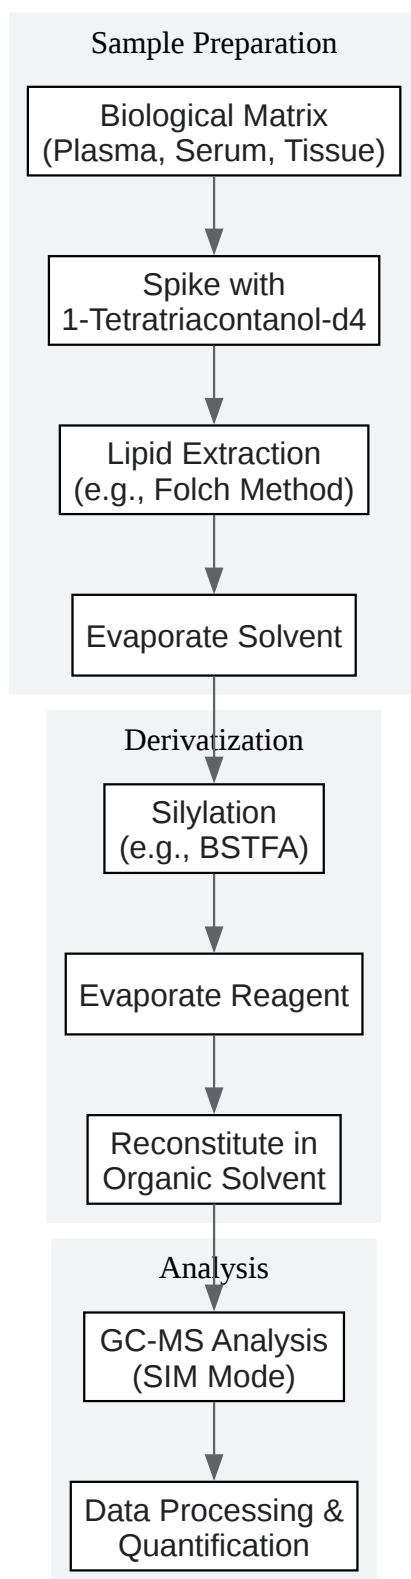 Sample Preparation
Biological Matrix
(Plasma, Serum, Tissue)
Spike with
1-Tetratriacontanol-d4
Lipid Extraction
(e.g., Folch Method)
Evaporate Solvent
Derivatization
Silylation
(e.g., BSTFA)
Evaporate Reagent
Reconstitute in
Organic Solvent
Analysis
GC-MS Analysis
(SIM Mode)
Data Processing &
Quantification